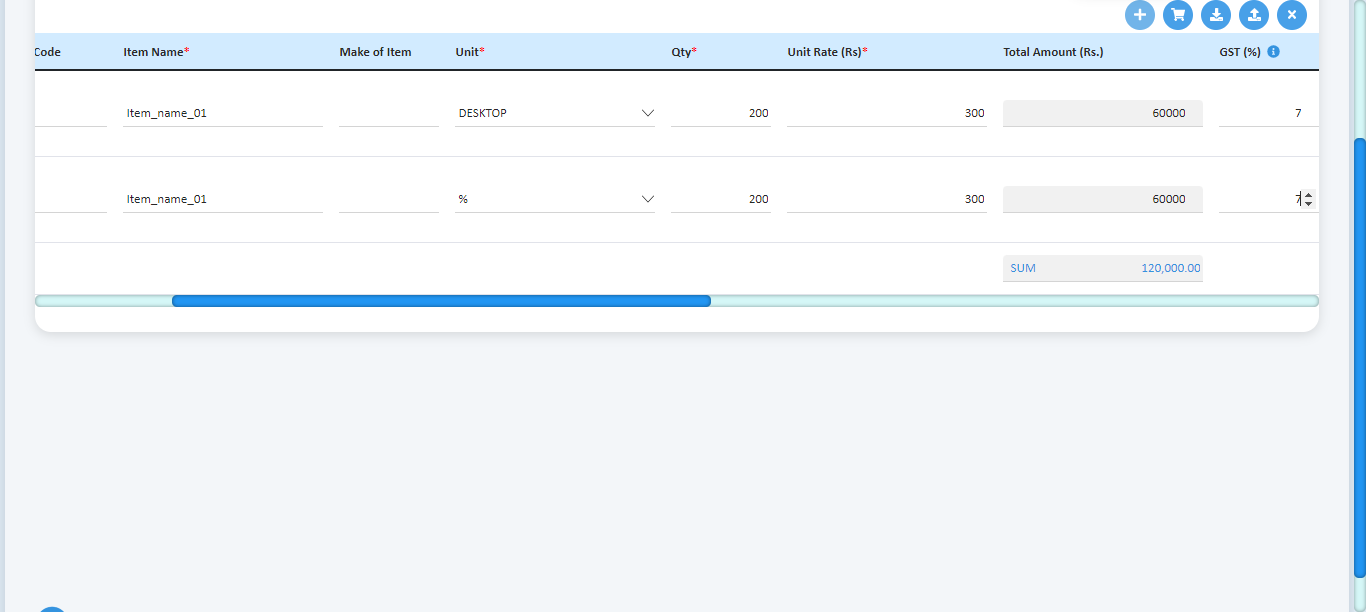 Code Item Name* Make of Item Unit* Qty* Unit Rate (Rs)* Total Amount (Rs.) GST (%)
Item_name_01 DESKTOP 200 300 60000 7
Item_name_01 % 200 300 60000 7
SUM 120,000.00